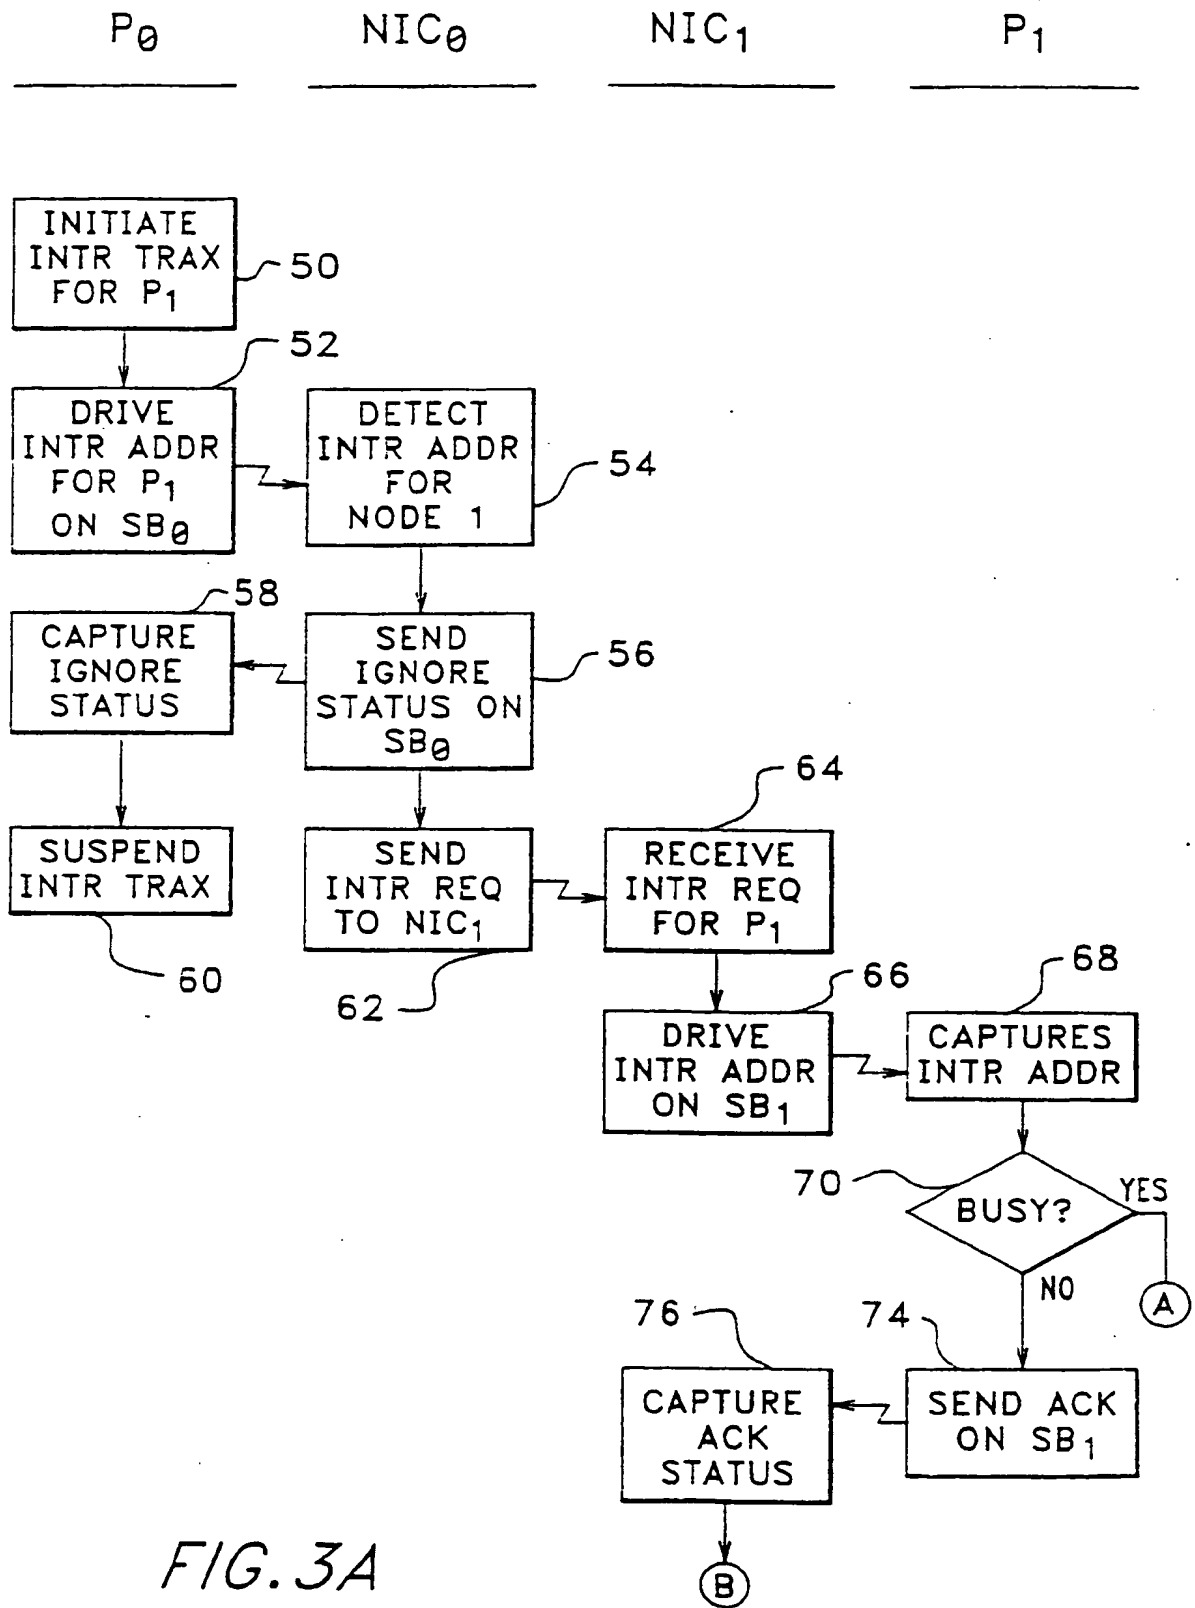 P0 NIC0 NIC1 P1
INITIATE
INTR TRAX
FOR P1
50
52
DRIVE
INTR ADDR
FOR P1
ON SB0
DETECT
INTR ADDR
FOR
NODE 1
54
58
CAPTURE
IGNORE
STATUS
SEND
IGNORE
STATUS ON
SB0
56
64
SUSPEND
INTR TRAX
60
SEND
INTR REQ
TO NIC1
62
RECEIVE
INTR REQ
FOR P1
66
DRIVE
INTR ADDR
ON SB1
68
CAPTURES
INTR ADDR
70
BUSY?
YES
NO
A
76
CAPTURE
ACK
STATUS
74
SEND ACK
ON SB1
B
FIG. 3A